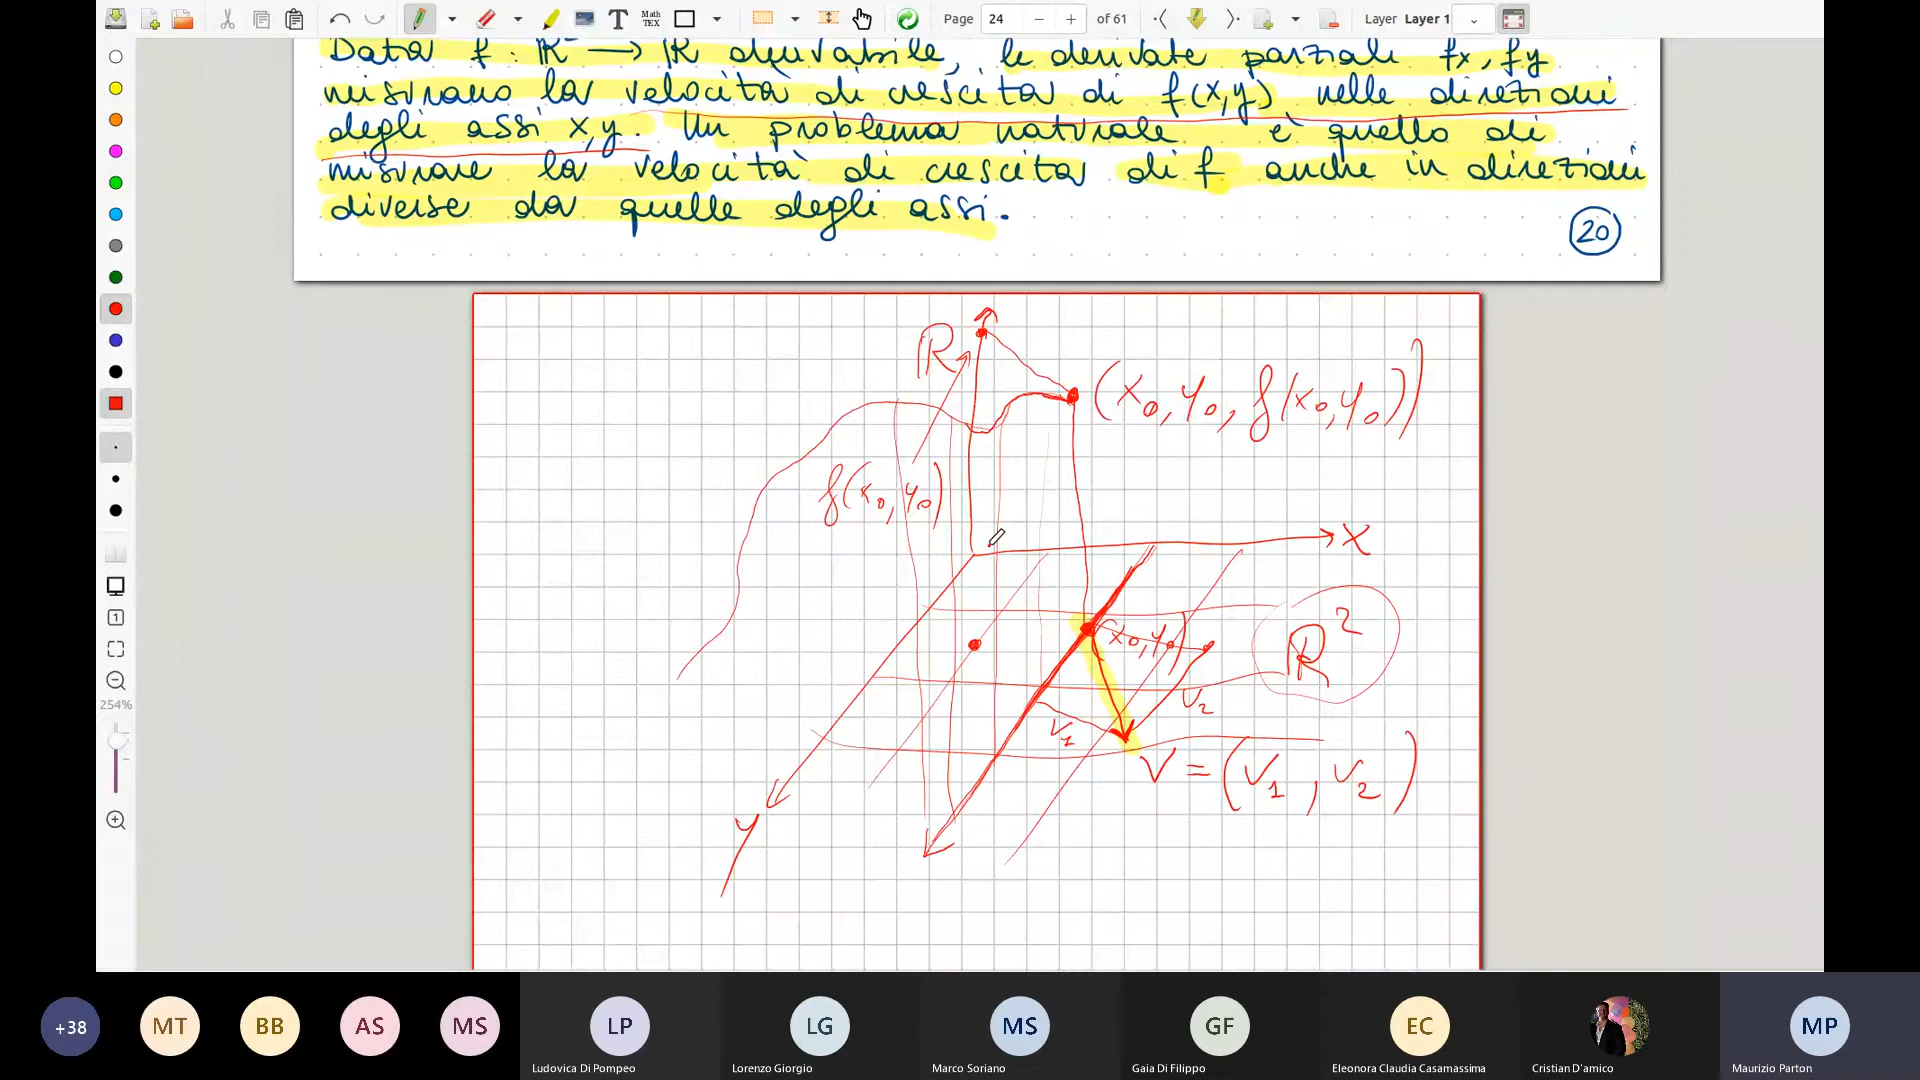 Page 24 of 61 Layer Layer 1
Math
TEX
Data f : R² → R derivabile, le derivate parziali fx, fy
misurano la velocità di crescita di f(x,y) nelle direzioni
degli assi x,y. Un problema naturale è quello di
misurare la velocità di crescita di f anche in direzioni
diverse da quelle degli assi.
20
R
(x₀, y₀, f(x₀,y₀))
f(x₀, y₀)
x
(x₀,y₀)
R²
v₂
v₁
v = (v₁, v₂)
y
1
254%
+38
MT
BB
AS
MS
LP
LG
MS
GF
EC
MP
Ludovica Di Pompeo
Lorenzo Giorgio
Marco Soriano
Gaia Di Filippo
Eleonora Claudia Casamassima
Cristian D'amico
Maurizio Parton